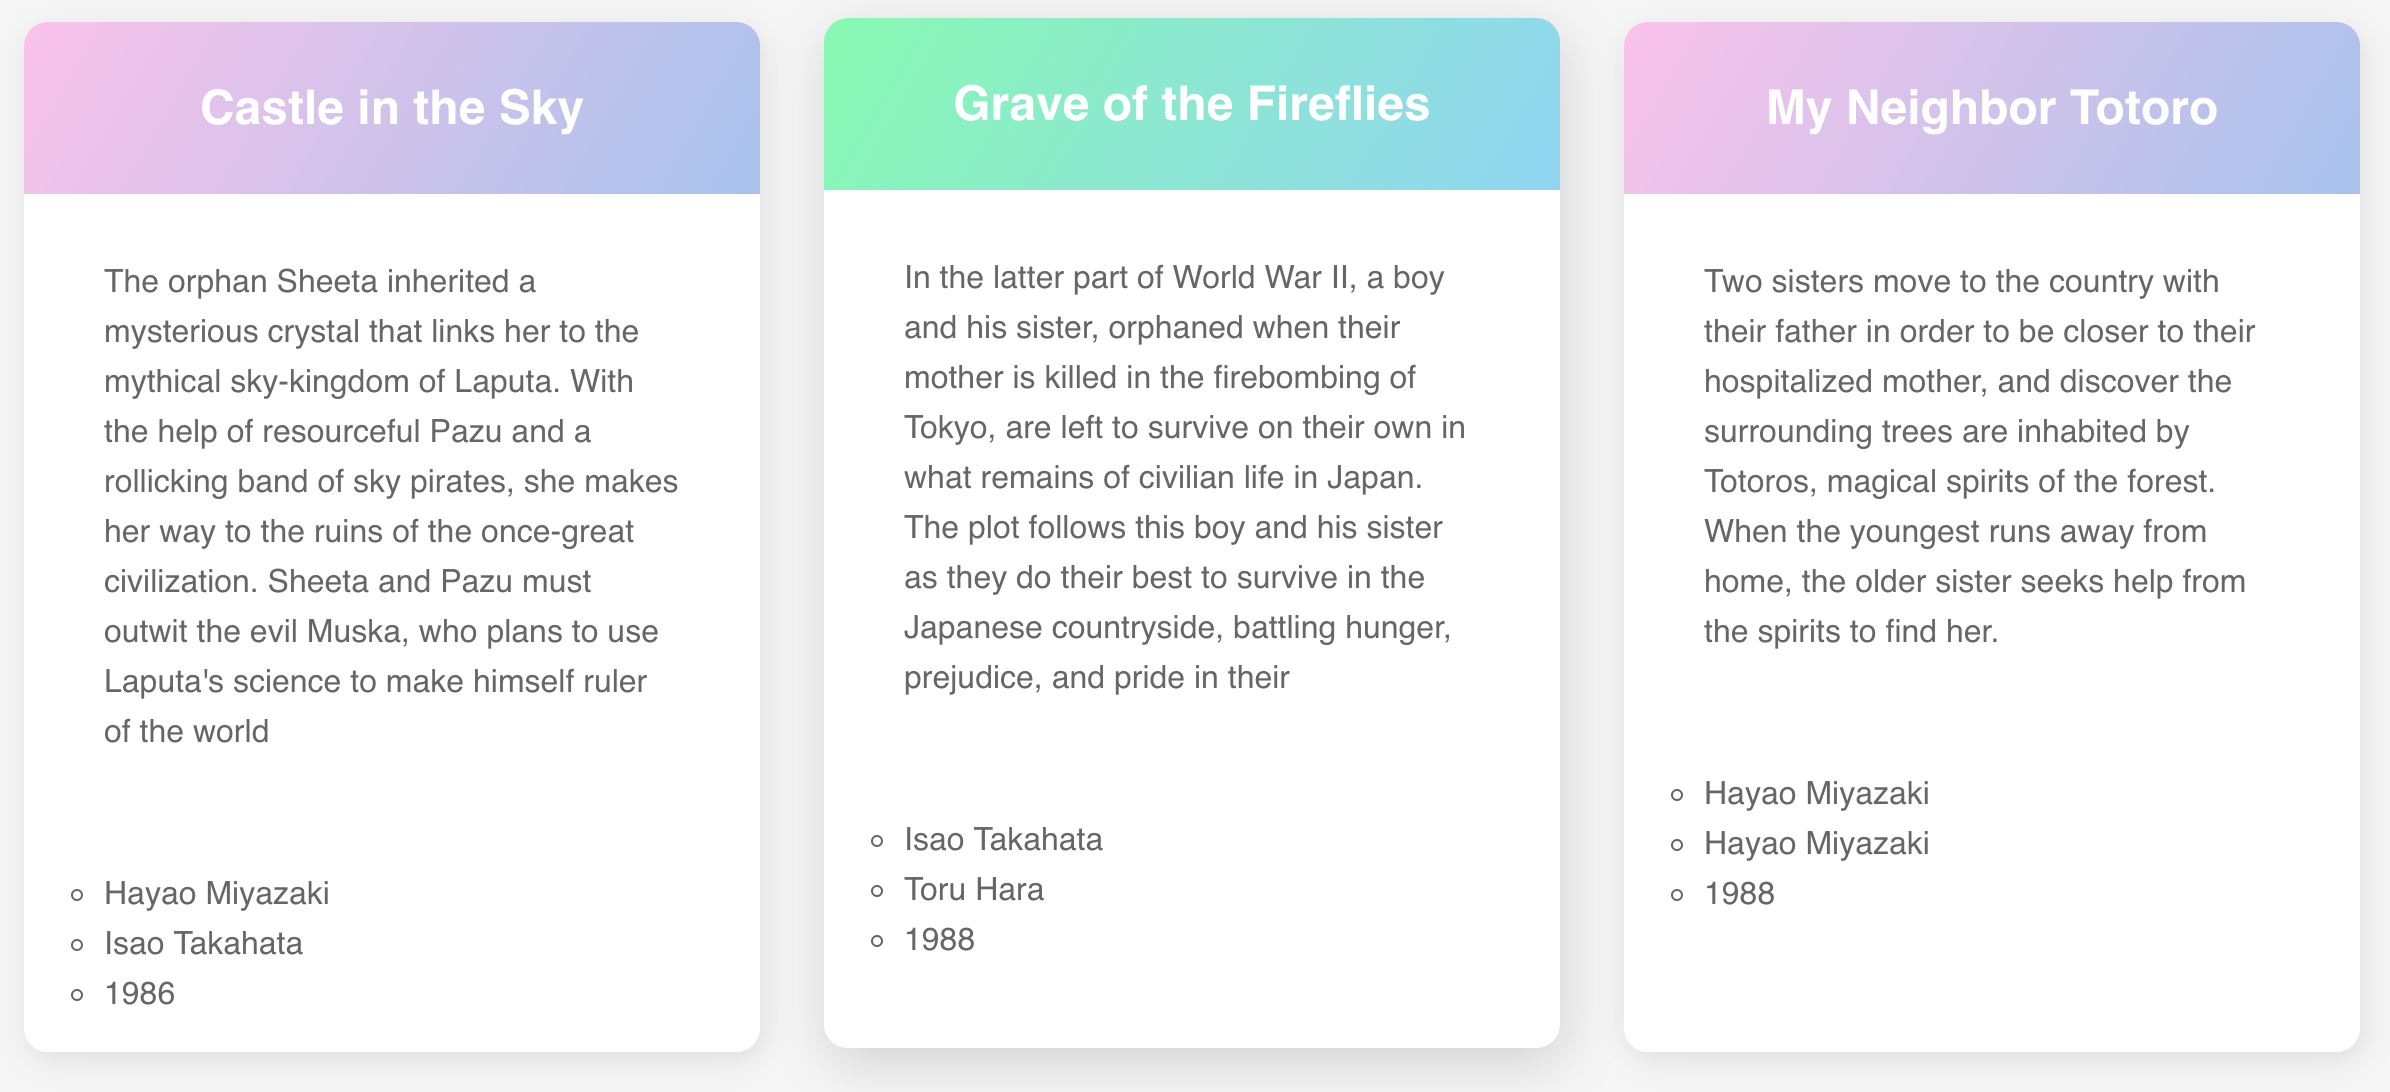 Castle in the Sky
The orphan Sheeta inherited a
mysterious crystal that links her to the
mythical sky-kingdom of Laputa. With
the help of resourceful Pazu and a
rollicking band of sky pirates, she makes
her way to the ruins of the once-great
civilization. Sheeta and Pazu must
outwit the evil Muska, who plans to use
Laputa's science to make himself ruler
of the world
Hayao Miyazaki
Isao Takahata
1986
Grave of the Fireflies
In the latter part of World War II, a boy
and his sister, orphaned when their
mother is killed in the firebombing of
Tokyo, are left to survive on their own in
what remains of civilian life in Japan.
The plot follows this boy and his sister
as they do their best to survive in the
Japanese countryside, battling hunger,
prejudice, and pride in their
Isao Takahata
Toru Hara
1988
My Neighbor Totoro
Two sisters move to the country with
their father in order to be closer to their
hospitalized mother, and discover the
surrounding trees are inhabited by
Totoros, magical spirits of the forest.
When the youngest runs away from
home, the older sister seeks help from
the spirits to find her.
Hayao Miyazaki
Hayao Miyazaki
1988